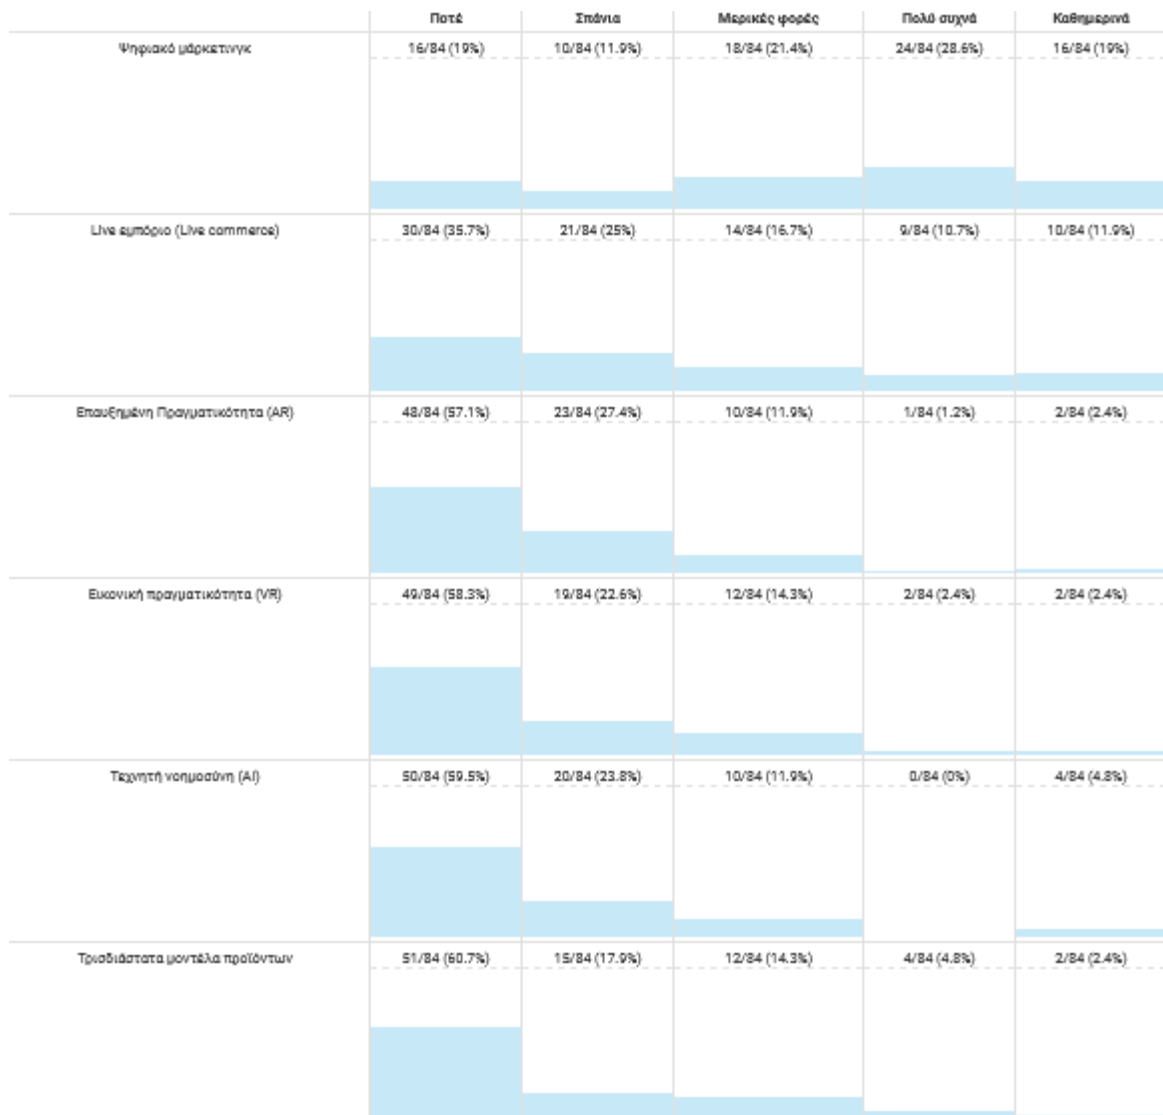 Ποτέ Σπάνια Μερικές φορές Πολύ συχνά Καθημερινά
Ψηφιακό μάρκετινγκ 16/84 (19%) 10/84 (11.9%) 18/84 (21.4%) 24/84 (28.6%) 16/84 (19%)
Live εμπόριο (Live commerce) 30/84 (35.7%) 21/84 (25%) 14/84 (16.7%) 9/84 (10.7%) 10/84 (11.9%)
Επαυξημένη Πραγματικότητα (AR) 48/84 (57.1%) 23/84 (27.4%) 10/84 (11.9%) 1/84 (1.2%) 2/84 (2.4%)
Εικονική πραγματικότητα (VR) 49/84 (58.3%) 19/84 (22.6%) 12/84 (14.3%) 2/84 (2.4%) 2/84 (2.4%)
Τεχνητή νοημοσύνη (AI) 50/84 (59.5%) 20/84 (23.8%) 10/84 (11.9%) 0/84 (0%) 4/84 (4.8%)
Τρισδιάστατα μοντέλα προϊόντων 51/84 (60.7%) 15/84 (17.9%) 12/84 (14.3%) 4/84 (4.8%) 2/84 (2.4%)